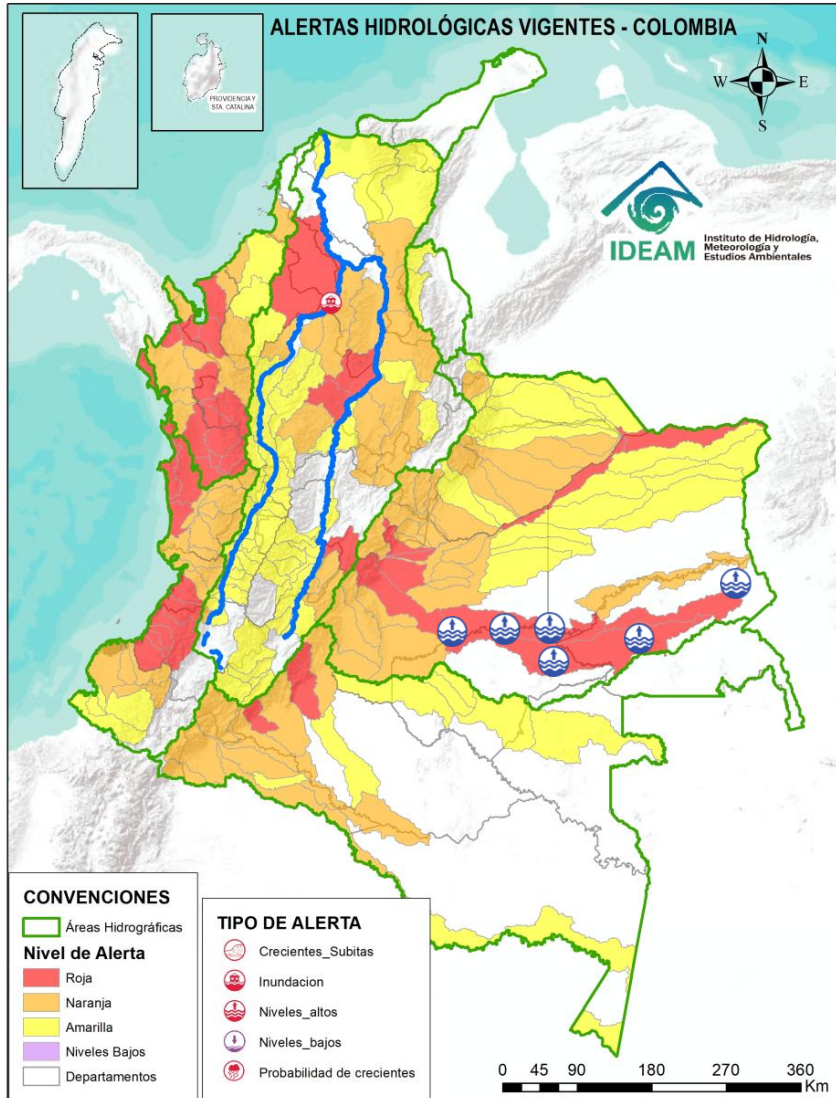 ALERTAS HIDROLÓGICAS VIGENTES - COLOMBIA
PROVIDENCIA Y
STA. CATALINA
N
W E
S
IDEAM
Instituto de Hidrología,
Meteorología y
Estudios Ambientales
CONVENCIONES
Áreas Hidrográficas
Nivel de Alerta
Roja
Naranja
Amarilla
Niveles Bajos
Departamentos
TIPO DE ALERTA
Crecientes_Subitas
Inundacion
Niveles_altos
Niveles_bajos
Probabilidad de crecientes
0 45 90 180 270 360
Km